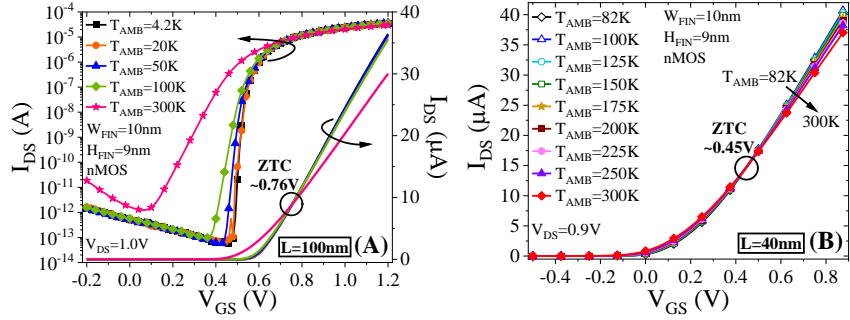 10⁻⁴
10⁻⁵
10⁻⁶
10⁻⁷
10⁻⁸
10⁻⁹
10⁻¹⁰
10⁻¹¹
10⁻¹²
10⁻¹³
10⁻¹⁴
I_DS (A)
T_AMB=4.2K
T_AMB=20K
T_AMB=50K
T_AMB=100K
T_AMB=300K
W_FIN=10nm
H_FIN=9nm
nMOS
V_DS=1.0V
(A)
ZTC
~0.76V
L=100nm
(A)
40
30
20
10
0
I_DS (µA)
-0.2 0.0 0.2 0.4 0.6 0.8 1.0 1.2
V_GS (V)
40
35
30
25
20
15
10
5
0
I_DS (µA)
T_AMB=82K
T_AMB=100K
T_AMB=125K
T_AMB=150K
T_AMB=175K
T_AMB=200K
T_AMB=225K
T_AMB=250K
T_AMB=300K
W_FIN=10nm
H_FIN=9nm
nMOS
T_AMB=82K
300K
ZTC
~0.45V
V_DS=0.9V
L=40nm
(B)
-0.4 -0.2 0.0 0.2 0.4 0.6 0.8
V_GS (V)